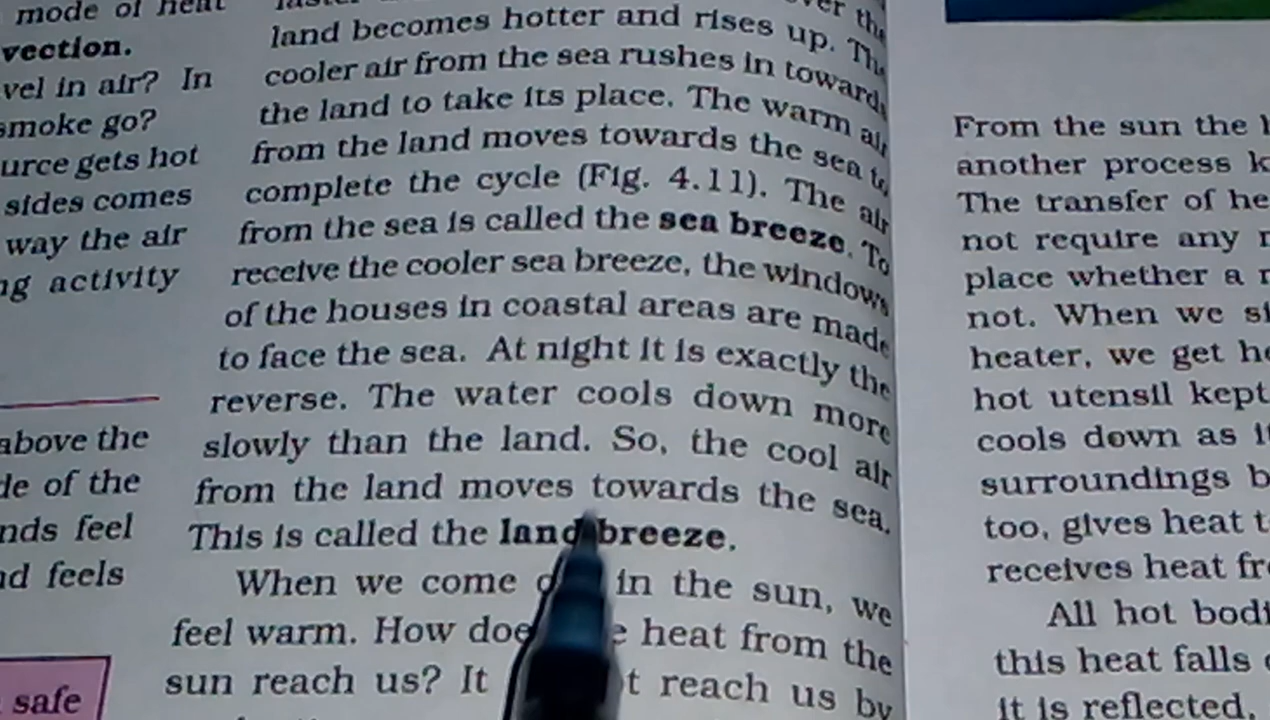 mode of heat
vection.
vel in air? In
smoke go?
urce gets hot
sides comes
way the air
ng activity
above the
de of the
nds feel
nd feels
safe
land becomes hotter and rises up. The
cooler air from the sea rushes in towards
the land to take its place. The warm air
from the land moves towards the sea to
complete the cycle (Fig. 4.11). The air
from the sea is called the sea breeze. To
receive the cooler sea breeze, the windows
of the houses in coastal areas are made
to face the sea. At night it is exactly the
reverse. The water cools down more
slowly than the land. So, the cool air
from the land moves towards the sea.
This is called the land breeze.
When we come in the sun, we
feel warm. How heat from the
sun reach us? It reach us by
From the sun the
another process
The transfer of he
not require any
place whether a
not. When we si
heater, we get he
hot utensil kept
cools down as it
surroundings b
too, gives heat t
receives heat fr
All hot bodi
this heat falls
it is reflected,